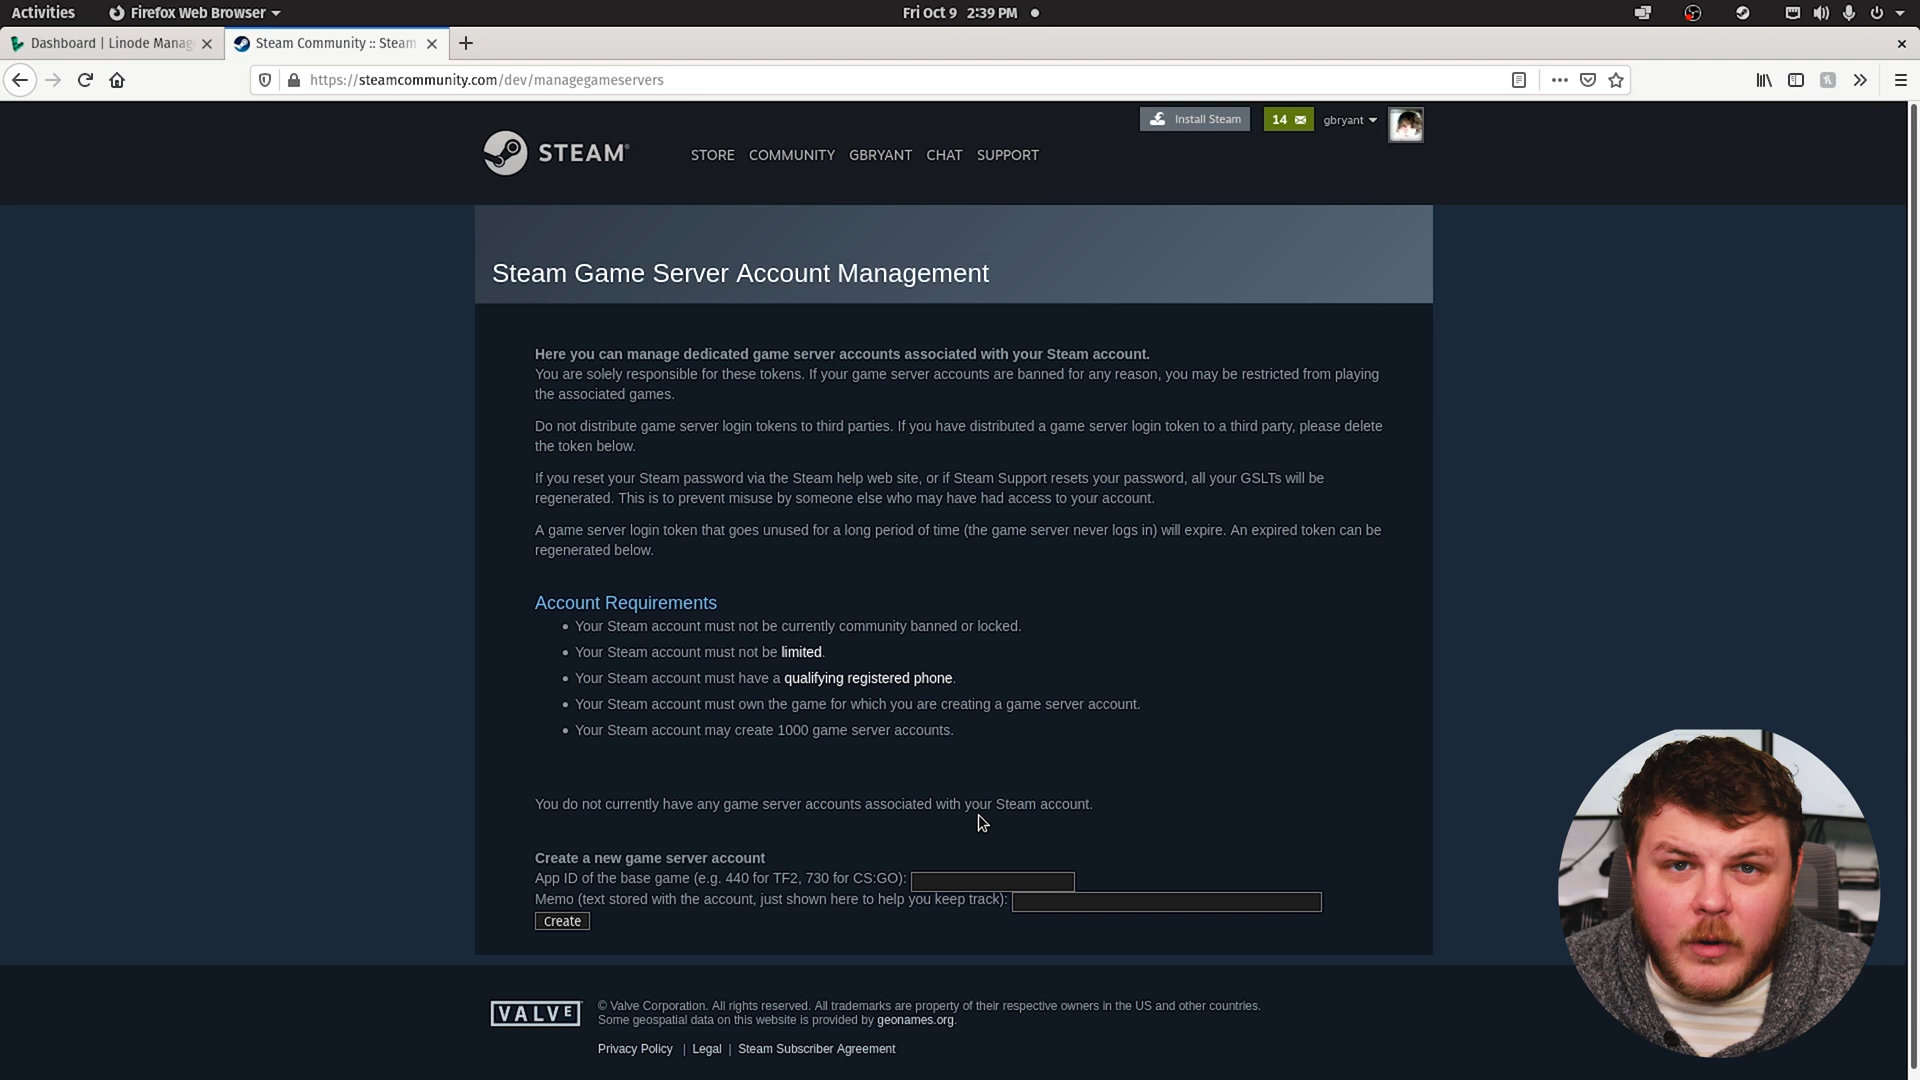 Activities
Firefox Web Browser
Fri Oct 9 2:39 PM
Dashboard | Linode Manag
Steam Community :: Steam
https://steamcommunity.com/dev/managegameservers
Install Steam
14
gbryant
STEAM
STORE COMMUNITY GBRYANT CHAT SUPPORT
Steam Game Server Account Management
Here you can manage dedicated game server accounts associated with your Steam account.
You are solely responsible for these tokens. If your game server accounts are banned for any reason, you may be restricted from playing
the associated games.
Do not distribute game server login tokens to third parties. If you have distributed a game server login token to a third party, please delete
the token below.
If you reset your Steam password via the Steam help web site, or if Steam Support resets your password, all your GSLTs will be
regenerated. This is to prevent misuse by someone else who may have had access to your account.
A game server login token that goes unused for a long period of time (the game server never logs in) will expire. An expired token can be
regenerated below.
Account Requirements
• Your Steam account must not be currently community banned or locked.
• Your Steam account must not be limited.
• Your Steam account must have a qualifying registered phone.
• Your Steam account must own the game for which you are creating a game server account.
• Your Steam account may create 1000 game server accounts.
You do not currently have any game server accounts associated with your Steam account.
Create a new game server account
App ID of the base game (e.g. 440 for TF2, 730 for CS:GO):
Memo (text stored with the account, just shown here to help you keep track):
Create
VALVE
© Valve Corporation. All rights reserved. All trademarks are property of their respective owners in the US and other countries.
Some geospatial data on this website is provided by geonames.org.
Privacy Policy | Legal | Steam Subscriber Agreement